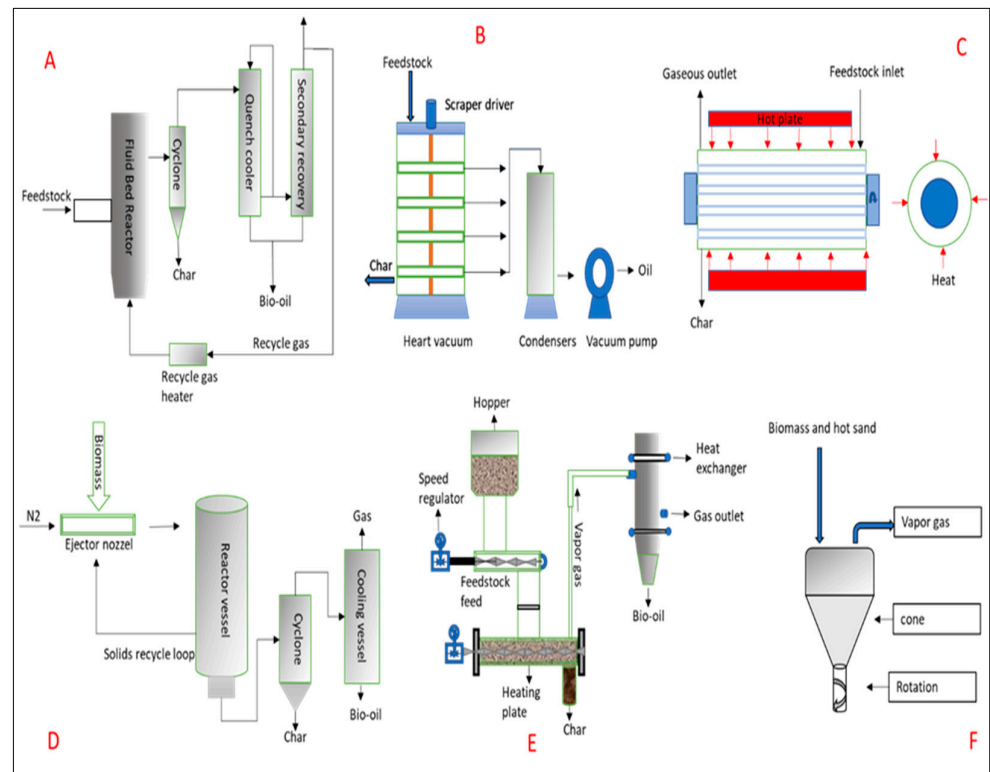 A
Feedstock
Fluid Bed Reactor
Cyclone
Char
Quench cooler
Secondary recovery
Bio-oil
Recycle gas
Recycle gas
heater
B
Feedstock
Scraper driver
Char
Heart vacuum
Condensers
Vacuum pump
Oil
C
Gaseous outlet
Feedstock inlet
Hot plate
Char
Heat
D
Biomass
N2
Ejector nozzel
Reactor vessel
Solids recycle loop
Cyclone
Char
Gas
Cooling vessel
Bio-oil
E
Hopper
Speed
regulator
Feedstock
feed
Vapor gas
Heating
plate
Char
Heat
exchanger
Gas outlet
Bio-oil
F
Biomass and hot sand
Vapor gas
cone
Rotation